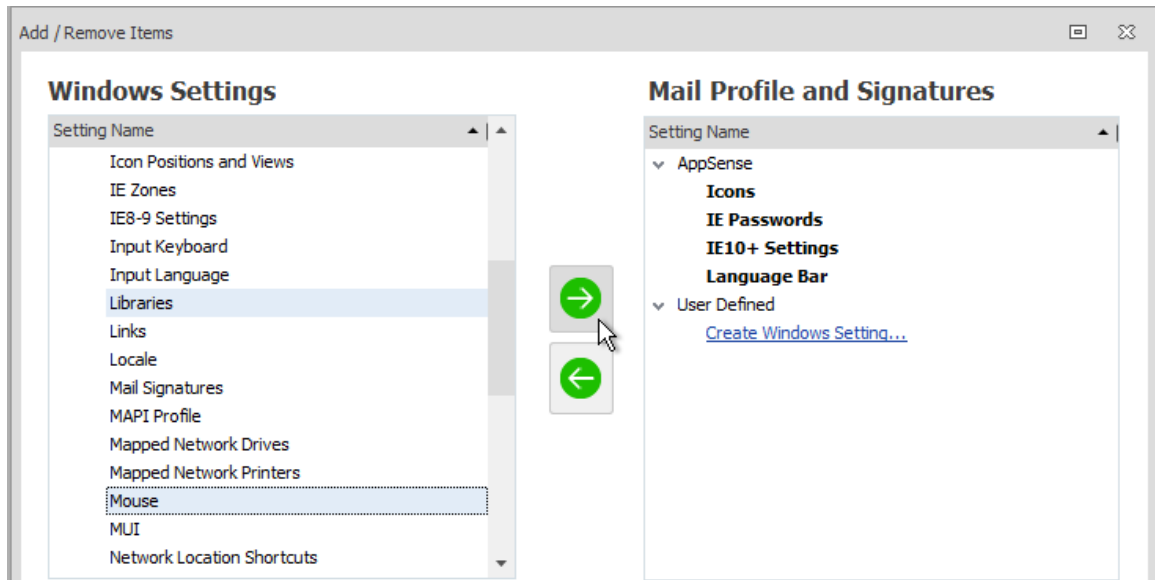 Add / Remove Items
Windows Settings
Setting Name
Icon Positions and Views
IE Zones
IE8-9 Settings
Input Keyboard
Input Language
Libraries
Links
Locale
Mail Signatures
MAPI Profile
Mapped Network Drives
Mapped Network Printers
Mouse
MUI
Network Location Shortcuts
Mail Profile and Signatures
Setting Name
AppSense
Icons
IE Passwords
IE10+ Settings
Language Bar
User Defined
Create Windows Setting...